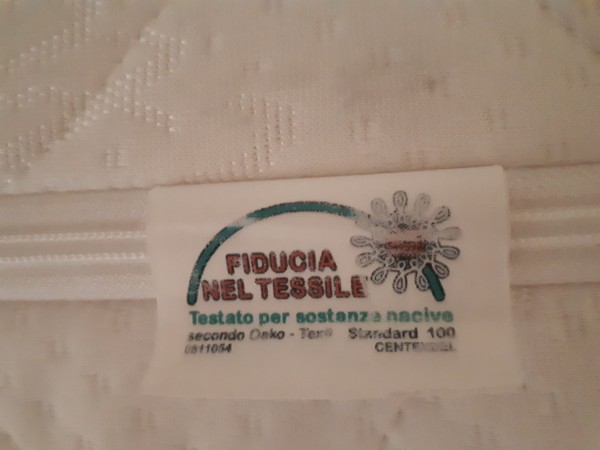 FIDUCIA
NEL TESSILE
Testato per sostanze nocive
secondo Oeko - Tex® Standard 100
0811054 CENTEXBEL